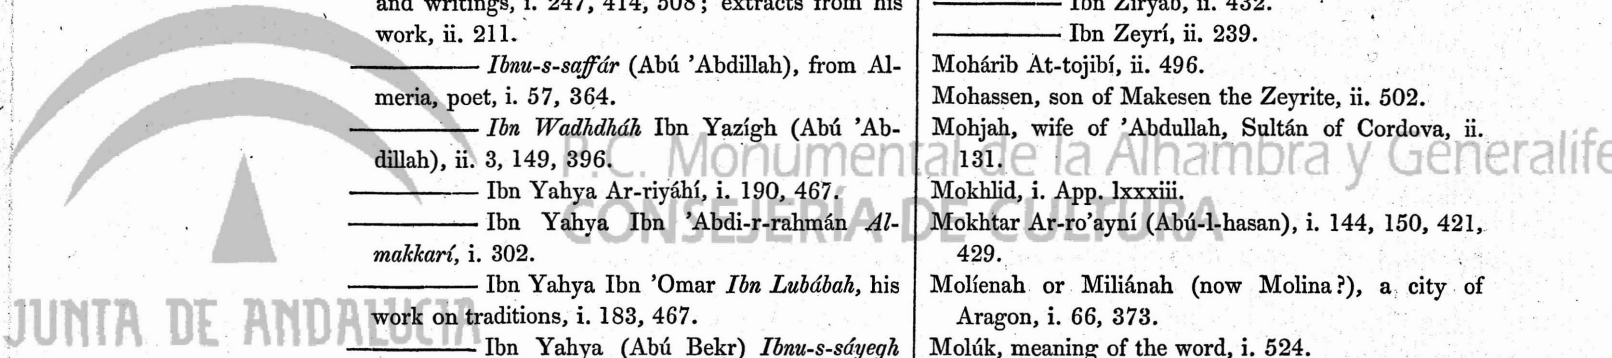 and writings, i. 247, 414, 508; extracts from his
work, ii. 211.
——— Ibnu-s-saffár (Abú ’Abdillah), from Al-
meria, poet, i. 57, 364.
——— Ibn Wadhdháh Ibn Yazígh (Abú ’Ab-
dillah), ii. 3, 149, 396.
——— Ibn Yahya Ar-riyáhí, i. 190, 467.
——— Ibn Yahya Ibn ’Abdi-r-rahmán Al-
makkarí, i. 302.
——— Ibn Yahya Ibn ’Omar Ibn Lubábah, his
work on traditions, i. 183, 467.
——— Ibn Yahya (Abú Bekr) Ibnu-s-sáyegh
——— Ibn Ziryáb, ii. 432.
——— Ibn Zeyrí, ii. 239.
Mohárib At-tojibí, ii. 496.
Mohassen, son of Makesen the Zeyrite, ii. 502.
Mohjah, wife of ’Abdullah, Sultán of Cordova, ii.
131.
Mokhlid, i. App. lxxxiii.
Mokhtar Ar-ro’ayní (Abú-l-hasan), i. 144, 150, 421,
429.
Molíenah or Miliánah (now Molina?), a city of
Aragon, i. 66, 373.
Molúk, meaning of the word, i. 524.
P.C. Monumental de la Alhambra y Generalife
CONSEJERÍA DE CULTURA
JUNTA DE ANDALUCIA